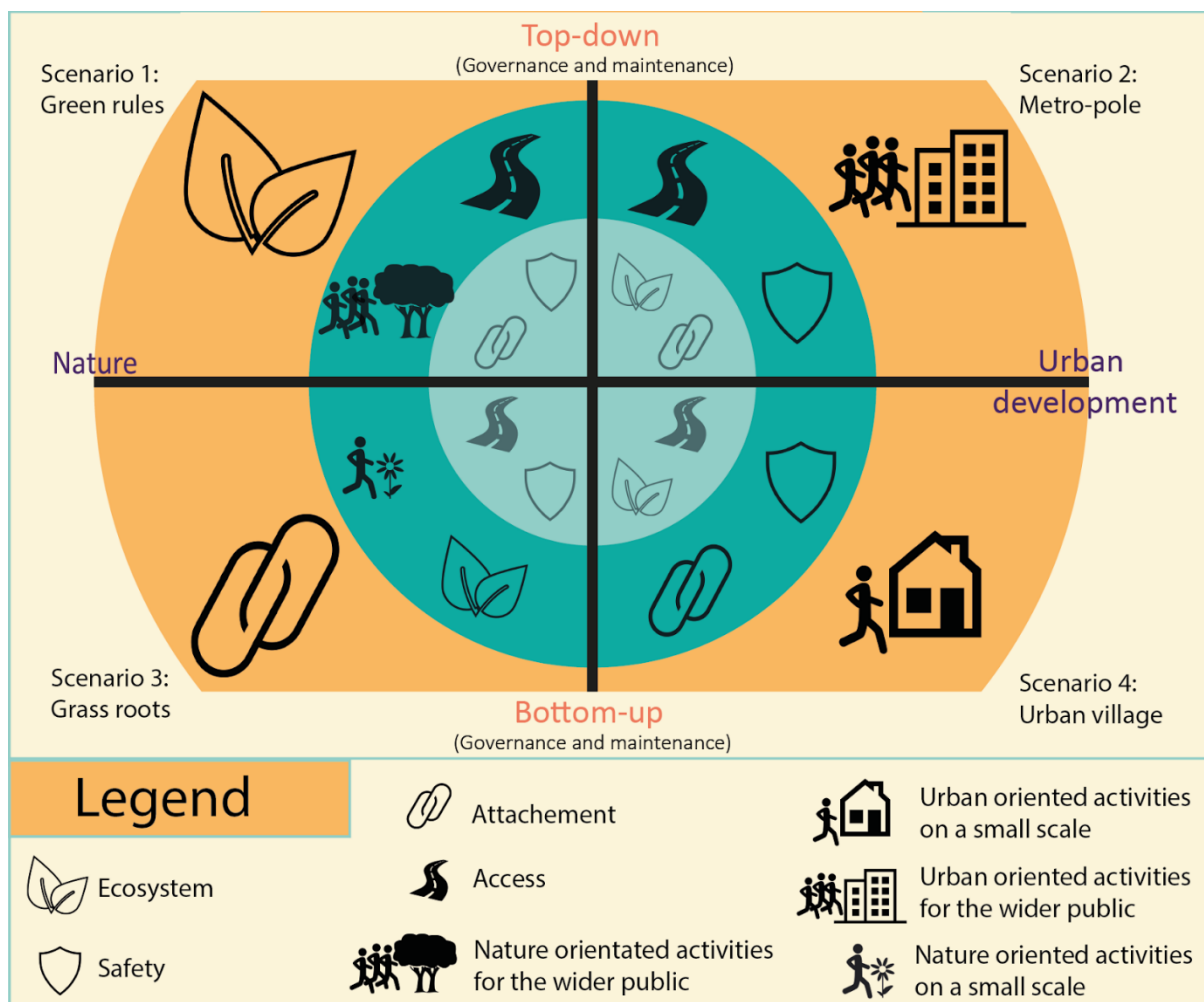 Top-down
(Governance and maintenance)
Scenario 1:
Green rules
Scenario 2:
Metro-pole
Nature
Urban
development
Scenario 3:
Grass roots
Scenario 4:
Urban village
Bottom-up
(Governance and maintenance)
Legend
Ecosystem
Safety
Attachement
Access
Nature orientated activities
for the wider public
Urban oriented activities
on a small scale
Urban oriented activities
for the wider public
Nature oriented activities
on a small scale